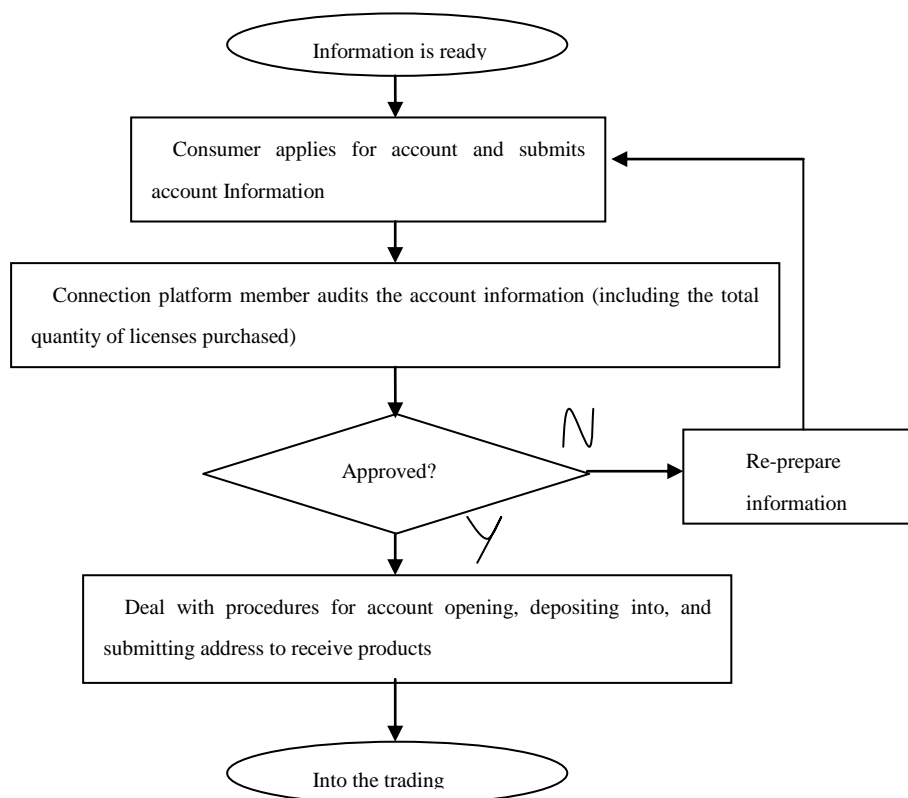 Information is ready
Consumer applies for account and submits
account Information
Connection platform member audits the account information (including the total
quantity of licenses purchased)
Approved?
N
Re-prepare
information
Y
Deal with procedures for account opening, depositing into, and
submitting address to receive products
Into the trading